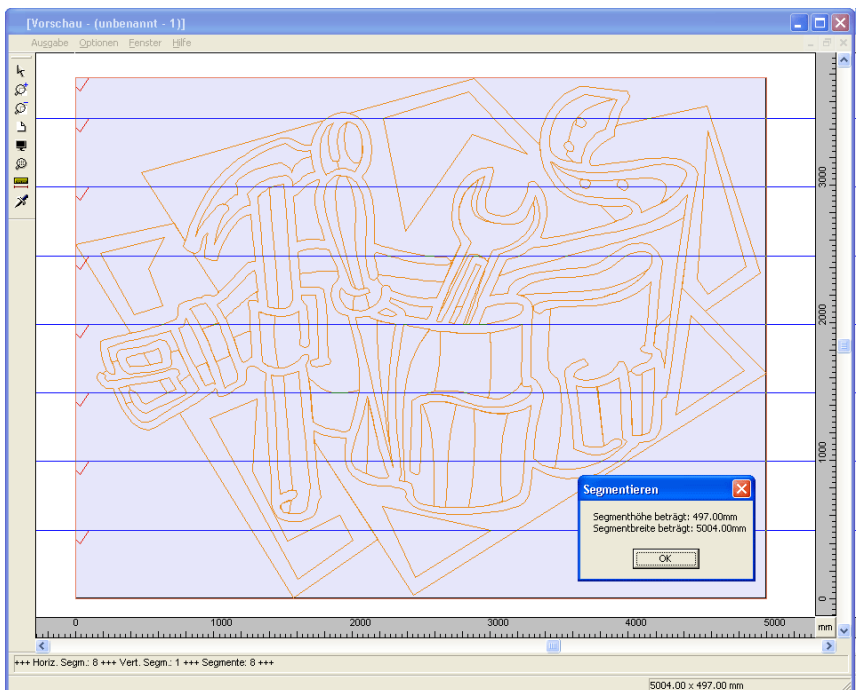 [Vorschau - (unbenannt - 1)]
Ausgabe Optionen Fenster Hilfe
3000
2000
Segmentieren
1000
Segmenthöhe beträgt: 497.00mm
Segmentbreite beträgt: 5004.00mm
OK
0
0 1000 2000 3000 4000 5000 mm
+++ Horiz. Segm.: 8 +++ Vert. Segm.: 1 +++ Segmente: 8 +++
5004.00 x 497.00 mm